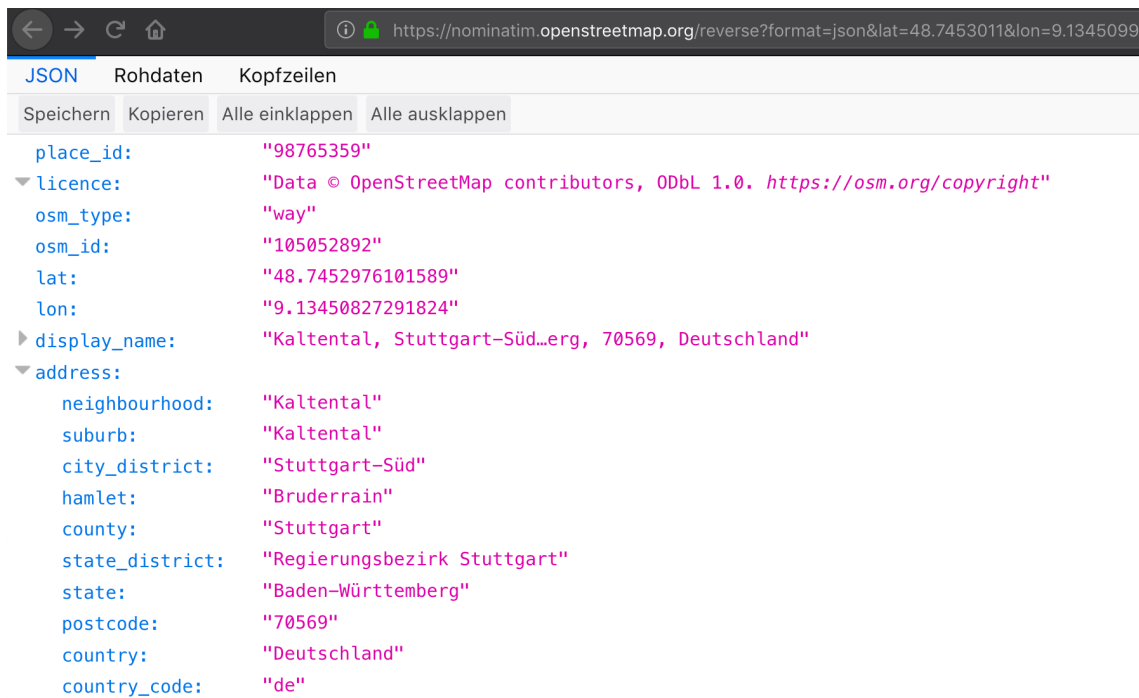 https://nominatim.openstreetmap.org/reverse?format=json&lat=48.7453011&lon=9.1345099
JSON Rohdaten Kopfzeilen
Speichern Kopieren Alle einklappen Alle ausklappen
place_id: "98765359"
licence: "Data © OpenStreetMap contributors, ODbL 1.0. https://osm.org/copyright"
osm_type: "way"
osm_id: "105052892"
lat: "48.7452976101589"
lon: "9.13450827291824"
display_name: "Kaltental, Stuttgart-Süd…erg, 70569, Deutschland"
address:
neighbourhood: "Kaltental"
suburb: "Kaltental"
city_district: "Stuttgart-Süd"
hamlet: "Bruderrain"
county: "Stuttgart"
state_district: "Regierungsbezirk Stuttgart"
state: "Baden-Württemberg"
postcode: "70569"
country: "Deutschland"
country_code: "de"